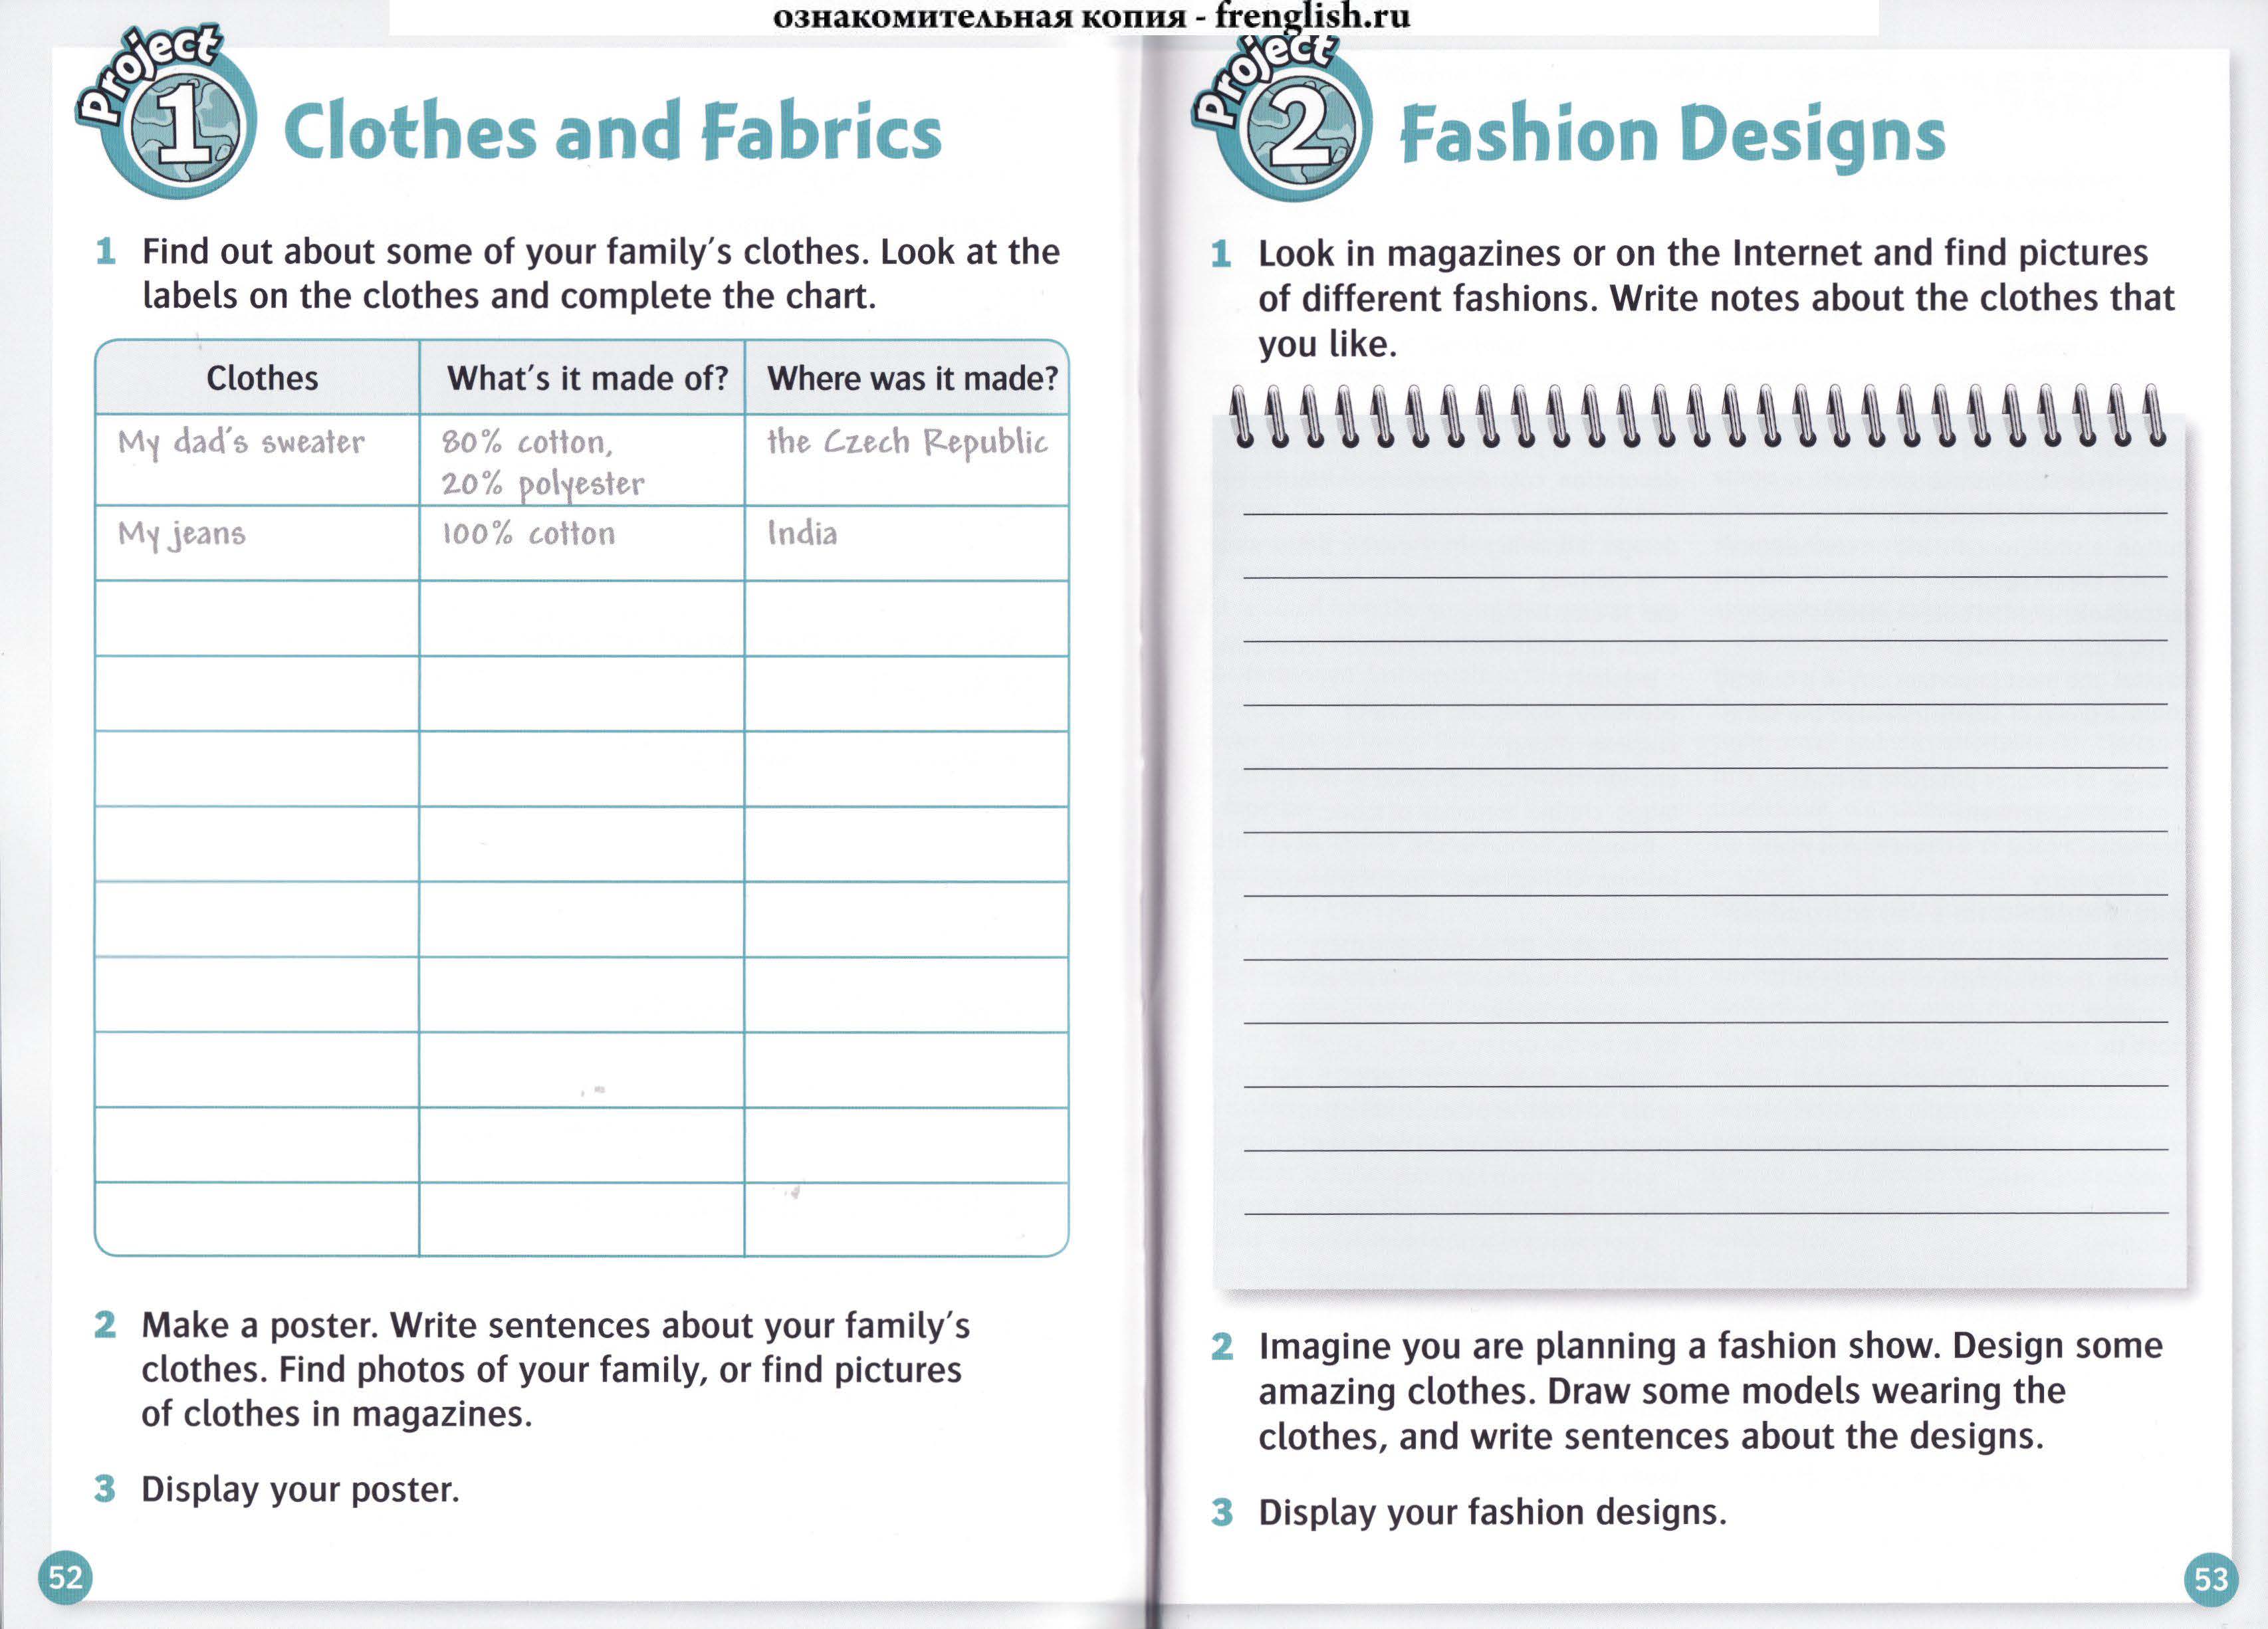 ознакомительная копия - frenglish.ru
Project
1
Clothes and Fabrics
1 Find out about some of your family's clothes. Look at the
labels on the clothes and complete the chart.
Clothes What's it made of? Where was it made?
My dad's sweater 80% cotton, the Czech Republic
20% polyester
My jeans 100% cotton India
2 Make a poster. Write sentences about your family's
clothes. Find photos of your family, or find pictures
of clothes in magazines.
3 Display your poster.
52
Project
2
Fashion Designs
1 Look in magazines or on the Internet and find pictures
of different fashions. Write notes about the clothes that
you like.
2 Imagine you are planning a fashion show. Design some
amazing clothes. Draw some models wearing the
clothes, and write sentences about the designs.
3 Display your fashion designs.
53